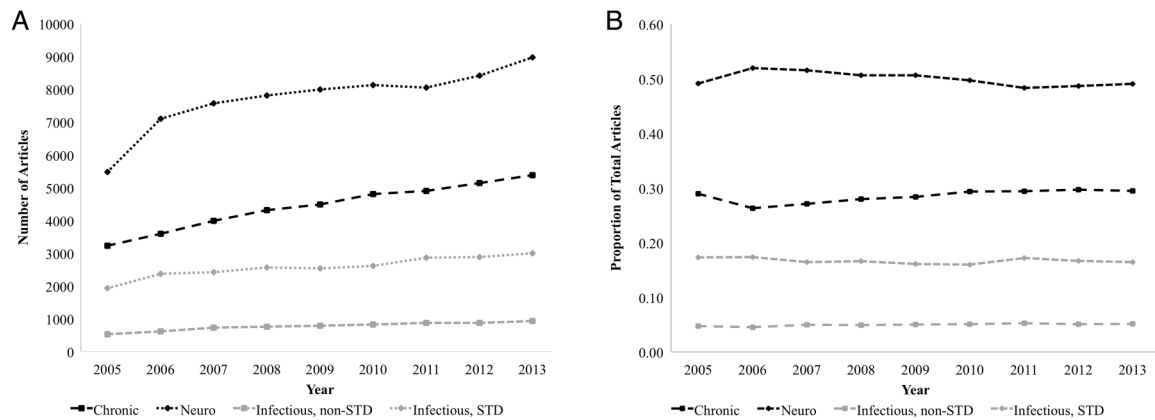 A
10000
9000
8000
7000
6000
5000
4000
3000
2000
1000
0
Number of Articles
2005 2006 2007 2008 2009 2010 2011 2012 2013
Year
Chronic Neuro Infectious, non-STD Infectious, STD
B
0.60
0.50
0.40
0.30
0.20
0.10
0.00
Proportion of Total Articles
2005 2006 2007 2008 2009 2010 2011 2012 2013
Year
Chronic Neuro Infectious, non-STD Infectious, STD